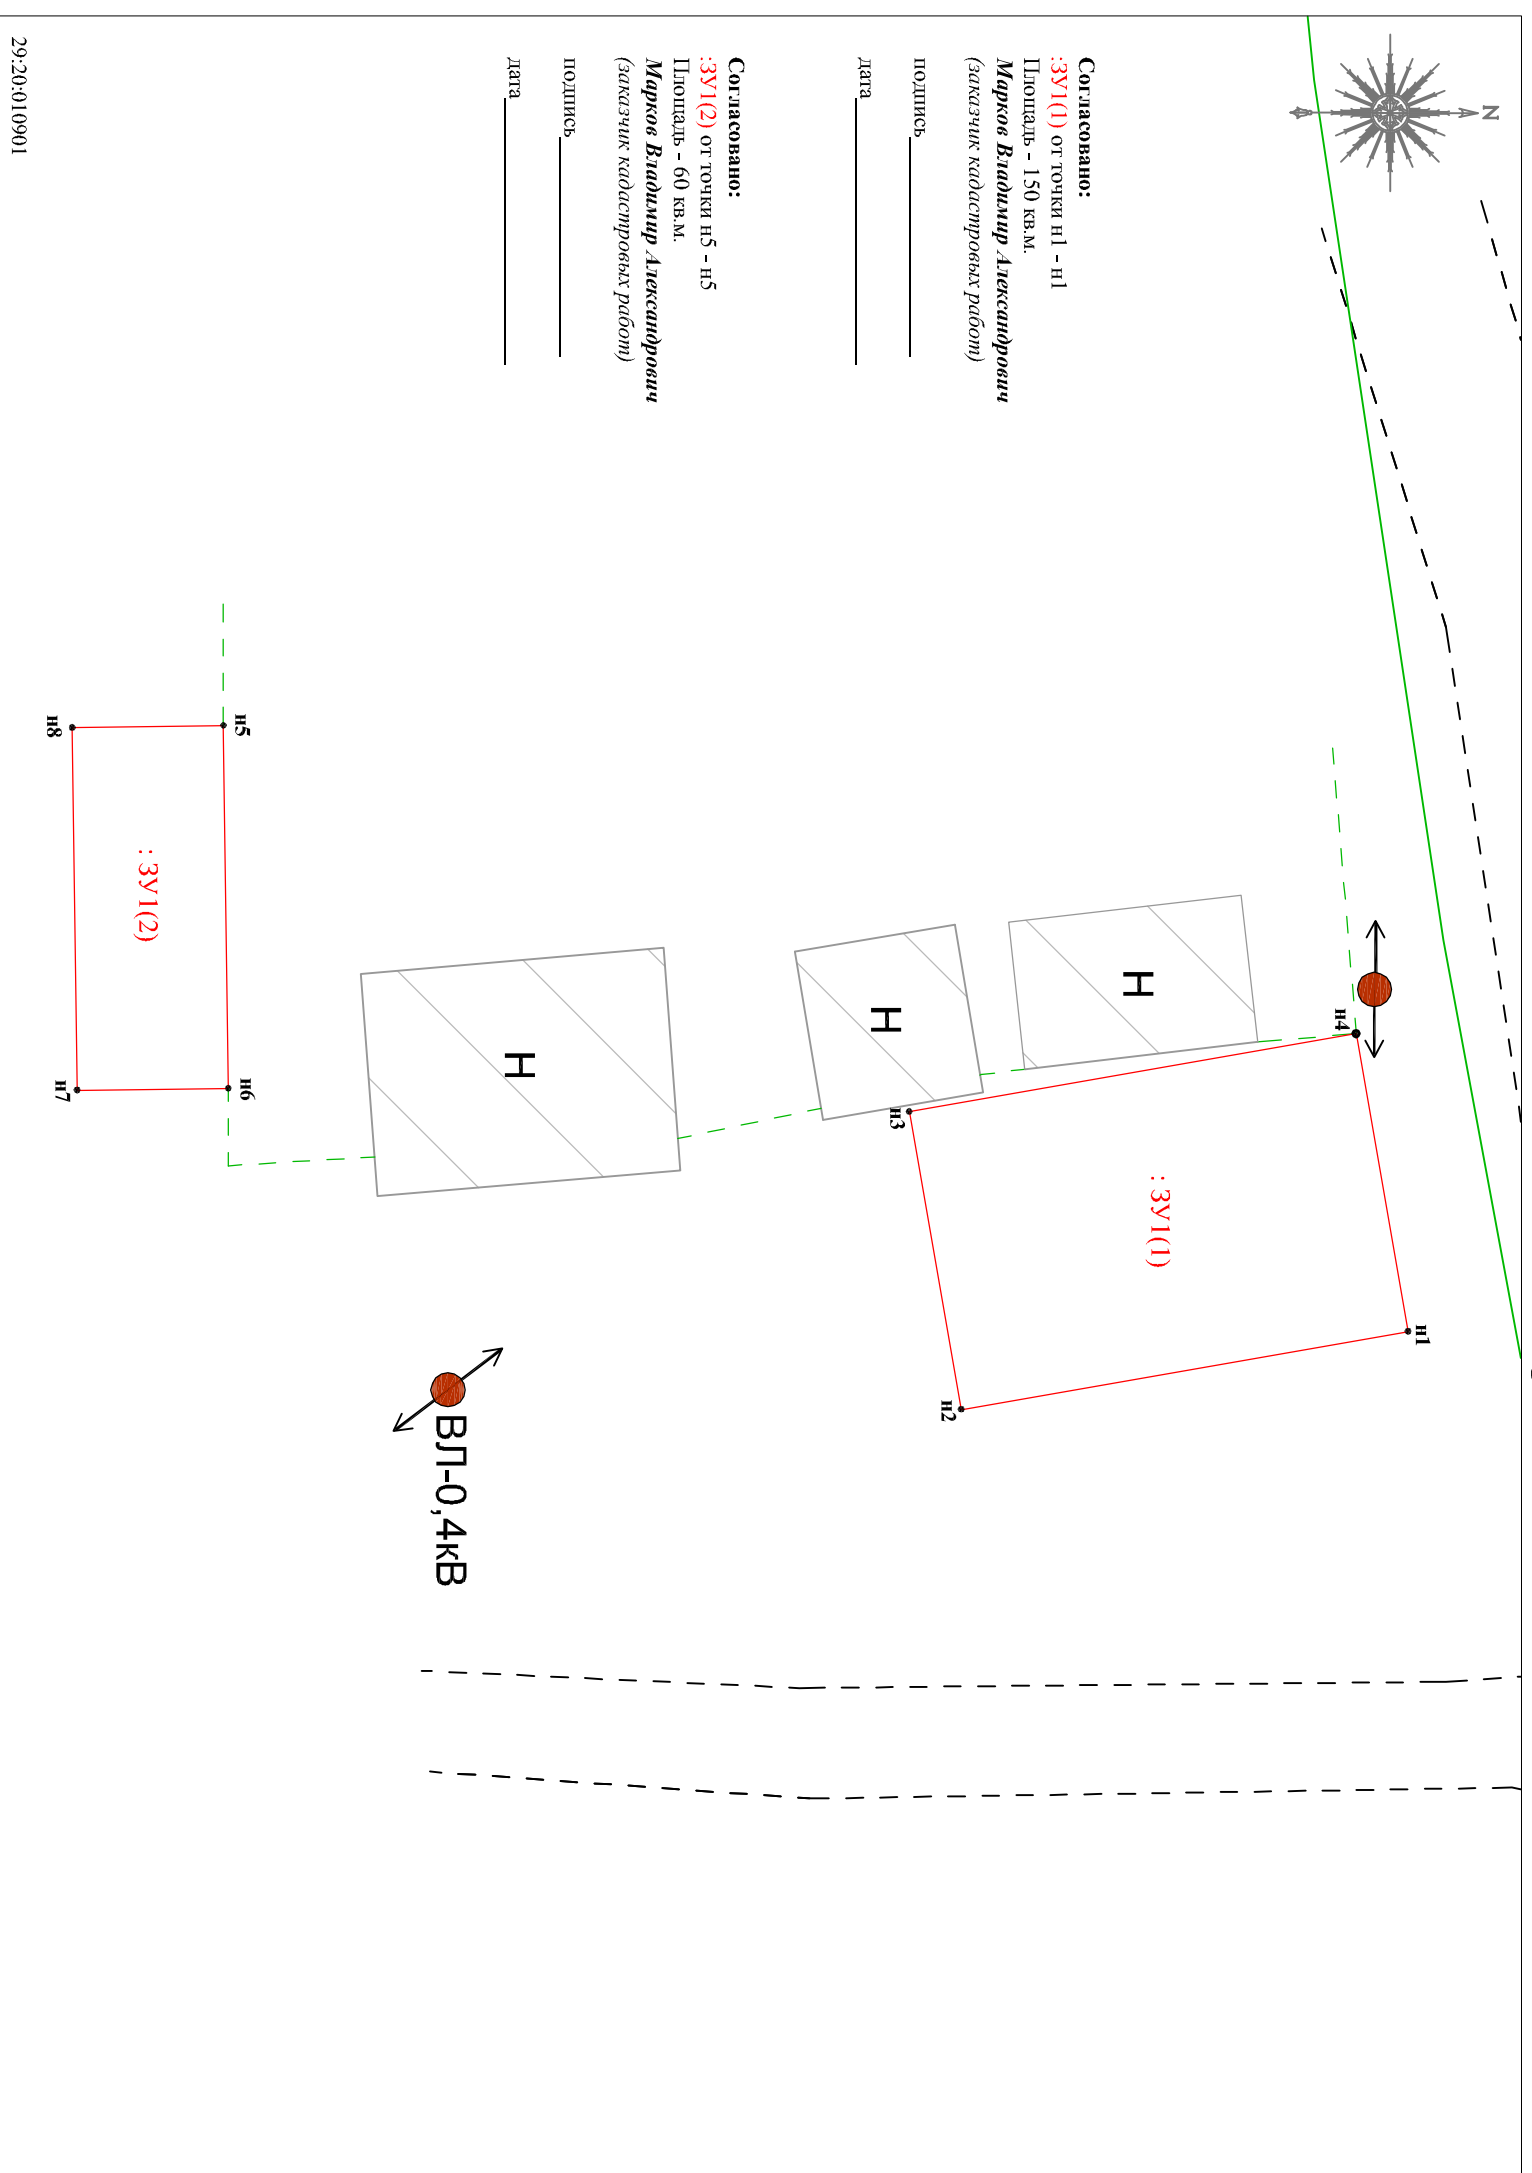 N
Согласовано:
:ЗУ1(1) от точки н1 - н1
Площадь - 150 кв.м.
Марков Владимир Александрович
(заказчик кадастровых работ)
подпись
дата
Согласовано:
:ЗУ1(2) от точки н5 - н5
Площадь - 60 кв.м.
Марков Владимир Александрович
(заказчик кадастровых работ)
подпись
дата
29:20:010901
н1
н4
Н
: ЗУ1(1)
н2
н3
Н
Н
ВЛ-0,4кВ
н5
н6
: ЗУ1(2)
н8
н7